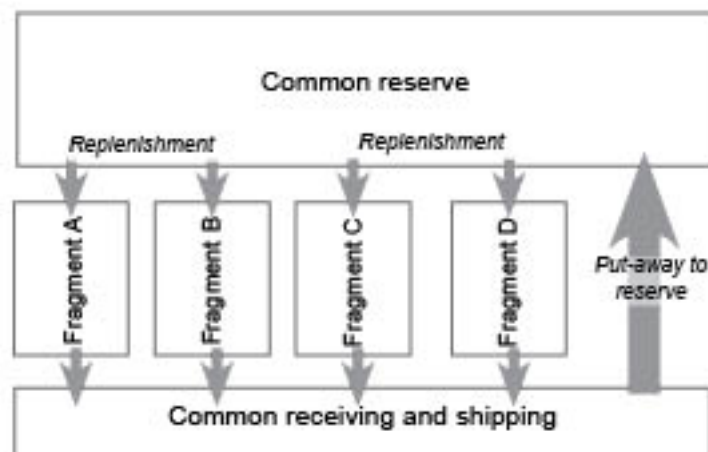 Common reserve
Replenishment
Replenishment
Fragment A
Fragment B
Fragment C
Fragment D
Put-away to
reserve
Common receiving and shipping